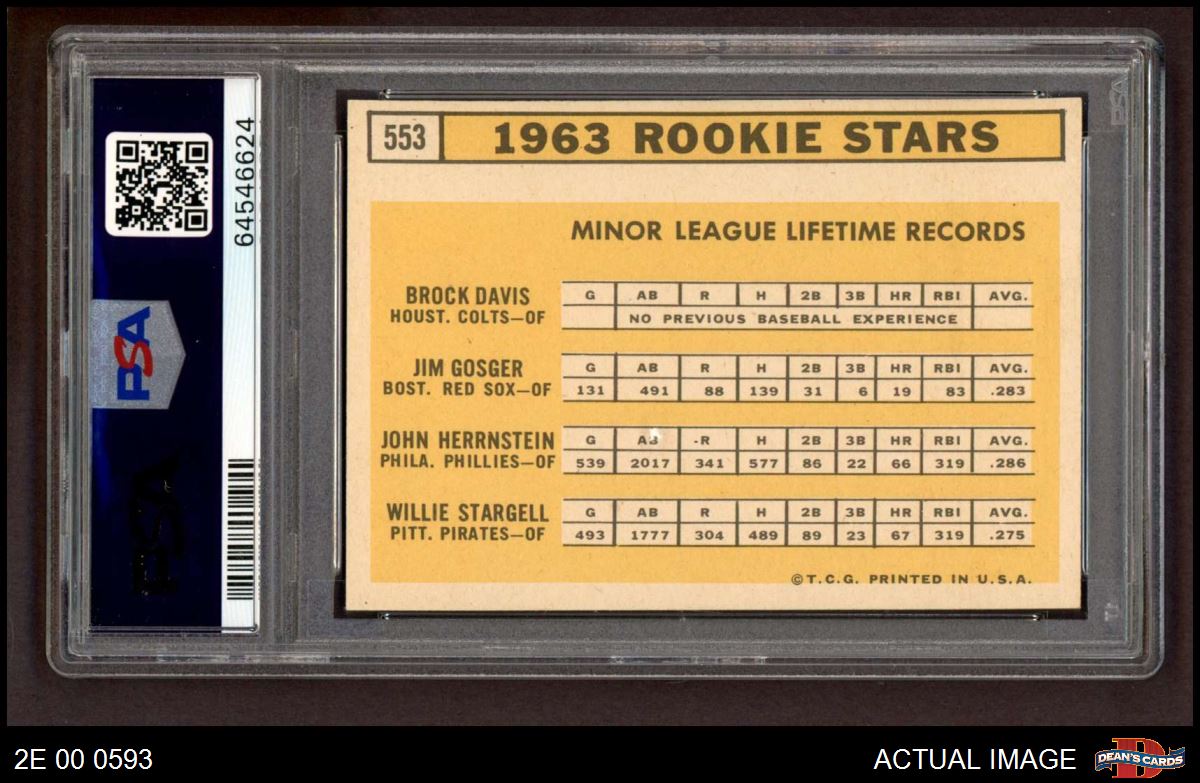 64546624
PSA
PSA
553 1963 ROOKIE STARS
MINOR LEAGUE LIFETIME RECORDS
BROCK DAVIS G AB R H 2B 3B HR RBI AVG.
HOUST. COLTS—OF NO PREVIOUS BASEBALL EXPERIENCE
JIM GOSGER G AB R H 2B 3B HR RBI AVG.
BOST. RED SOX—OF 131 491 88 139 31 6 19 83 .283
JOHN HERRNSTEIN G AB R H 2B 3B HR RBI AVG.
PHILA. PHILLIES—OF 539 2017 341 577 86 22 66 319 .286
WILLIE STARGELL G AB R H 2B 3B HR RBI AVG.
PITT. PIRATES—OF 493 1777 304 489 89 23 67 319 .275
©T.C.G. PRINTED IN U.S.A.
2E 00 0593
ACTUAL IMAGE
DEAN'S CARDS